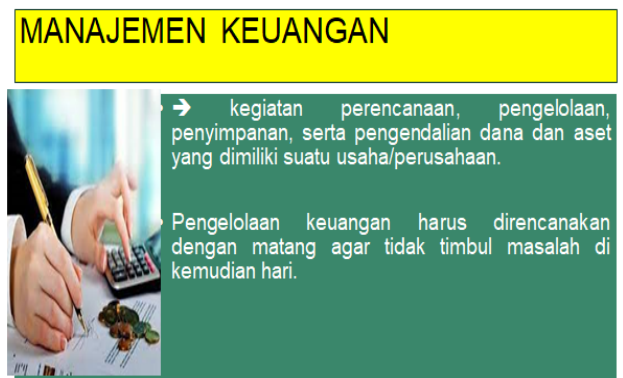 MANAJEMEN KEUANGAN
➔ kegiatan perencanaan, pengelolaan,
penyimpanan, serta pengendalian dana dan aset
yang dimiliki suatu usaha/perusahaan.
Pengelolaan keuangan harus direncanakan
dengan matang agar tidak timbul masalah di
kemudian hari.